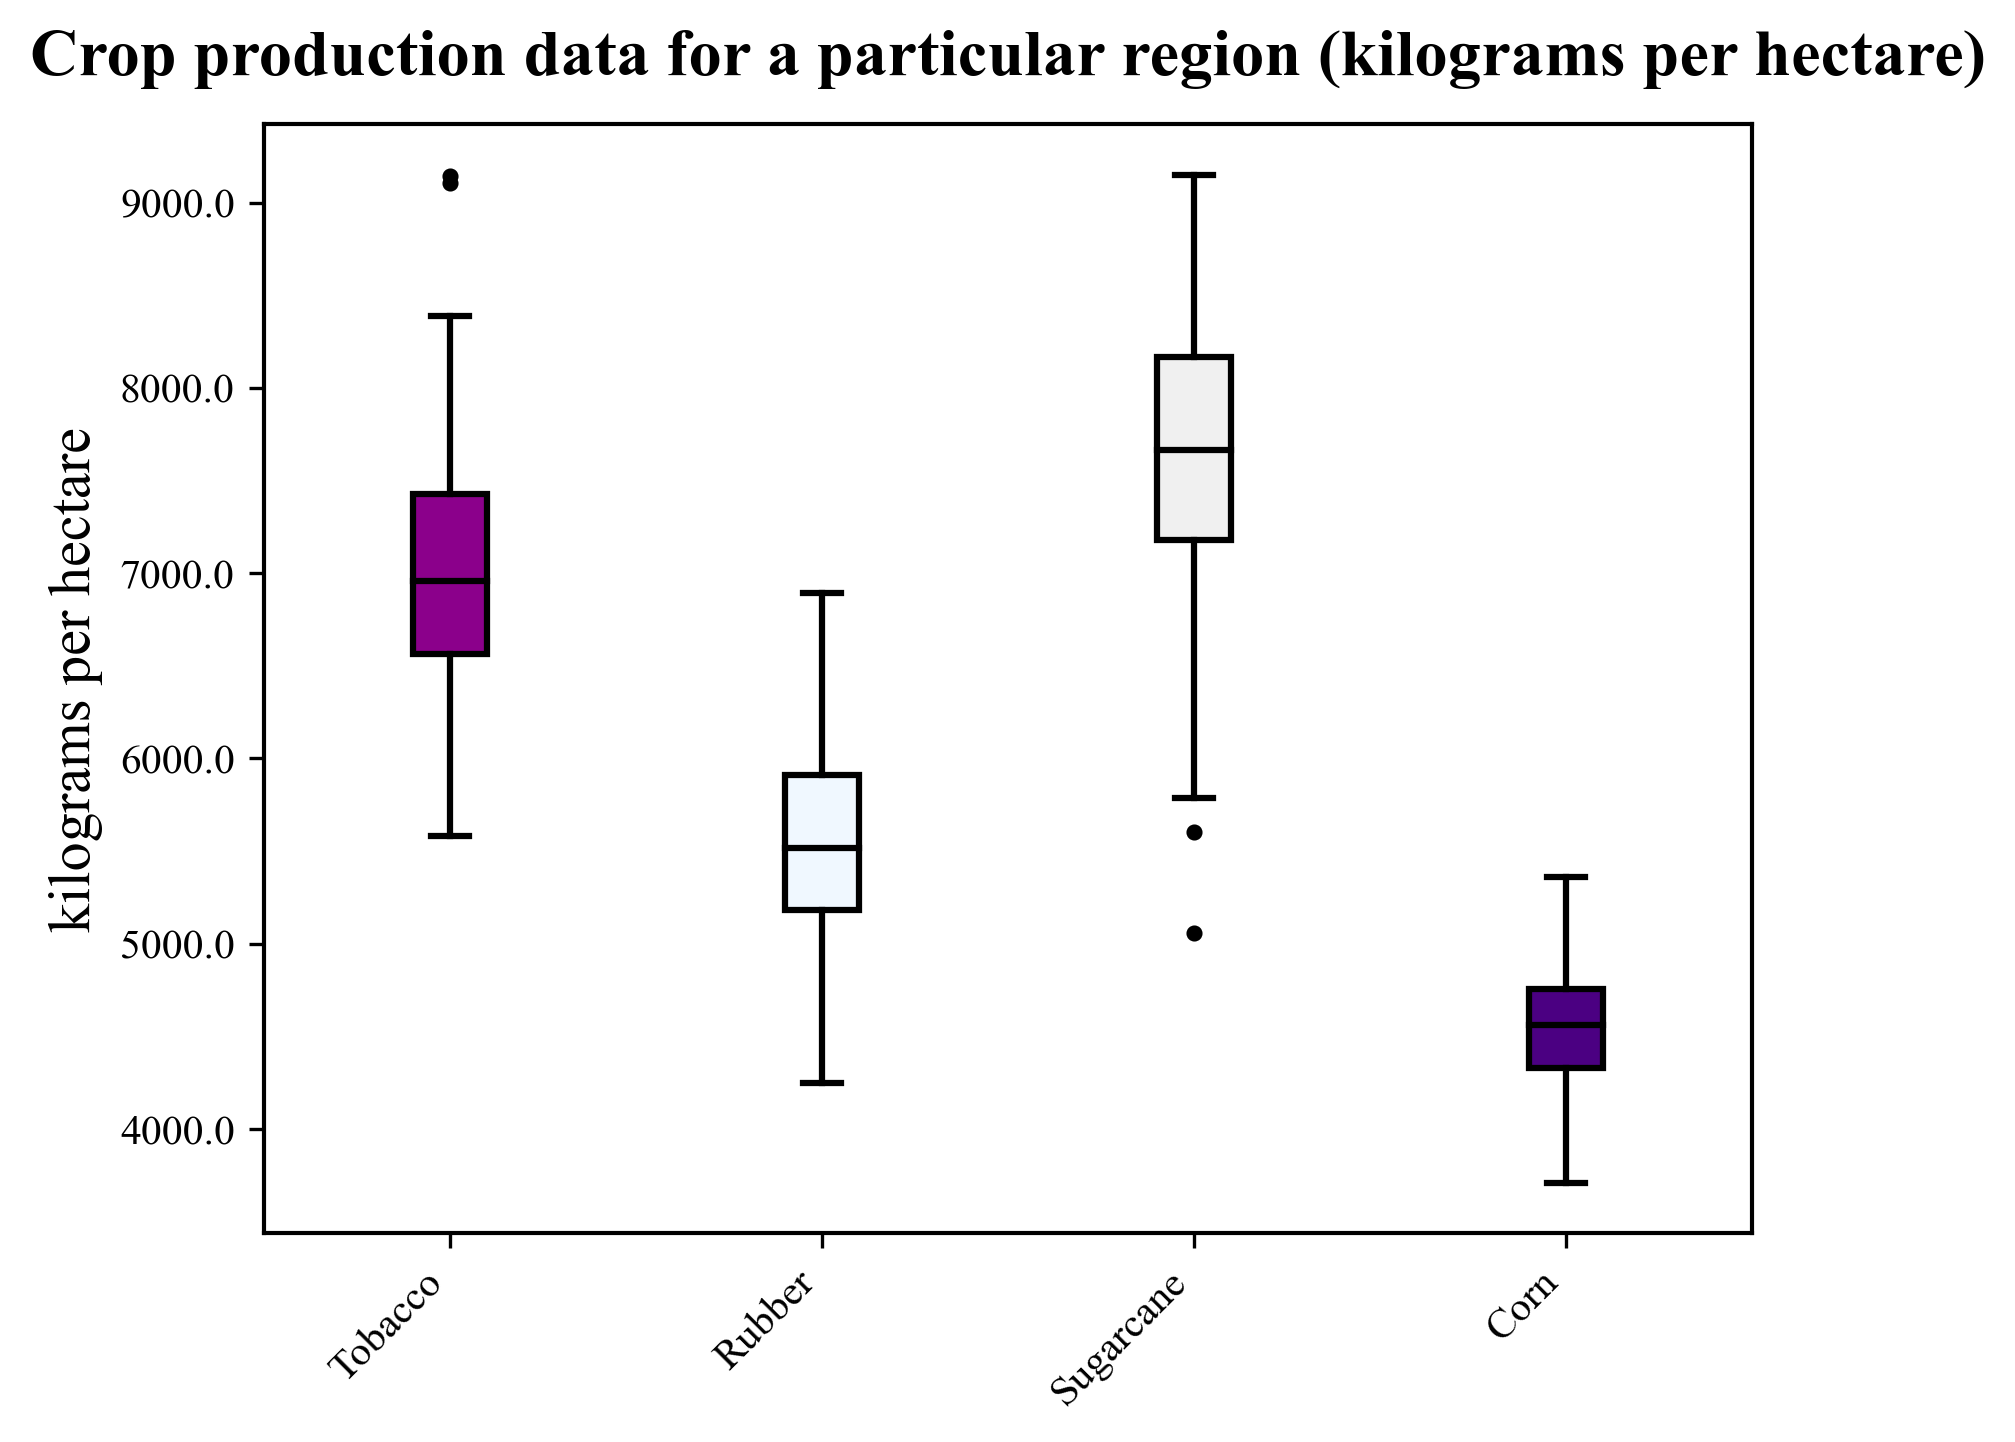 Crop production data for a particular region (kilograms per hectare)
kilograms per hectare
9000.0
8000.0
7000.0
6000.0
5000.0
4000.0
Tobacco
Rubber
Sugarcane
Corn